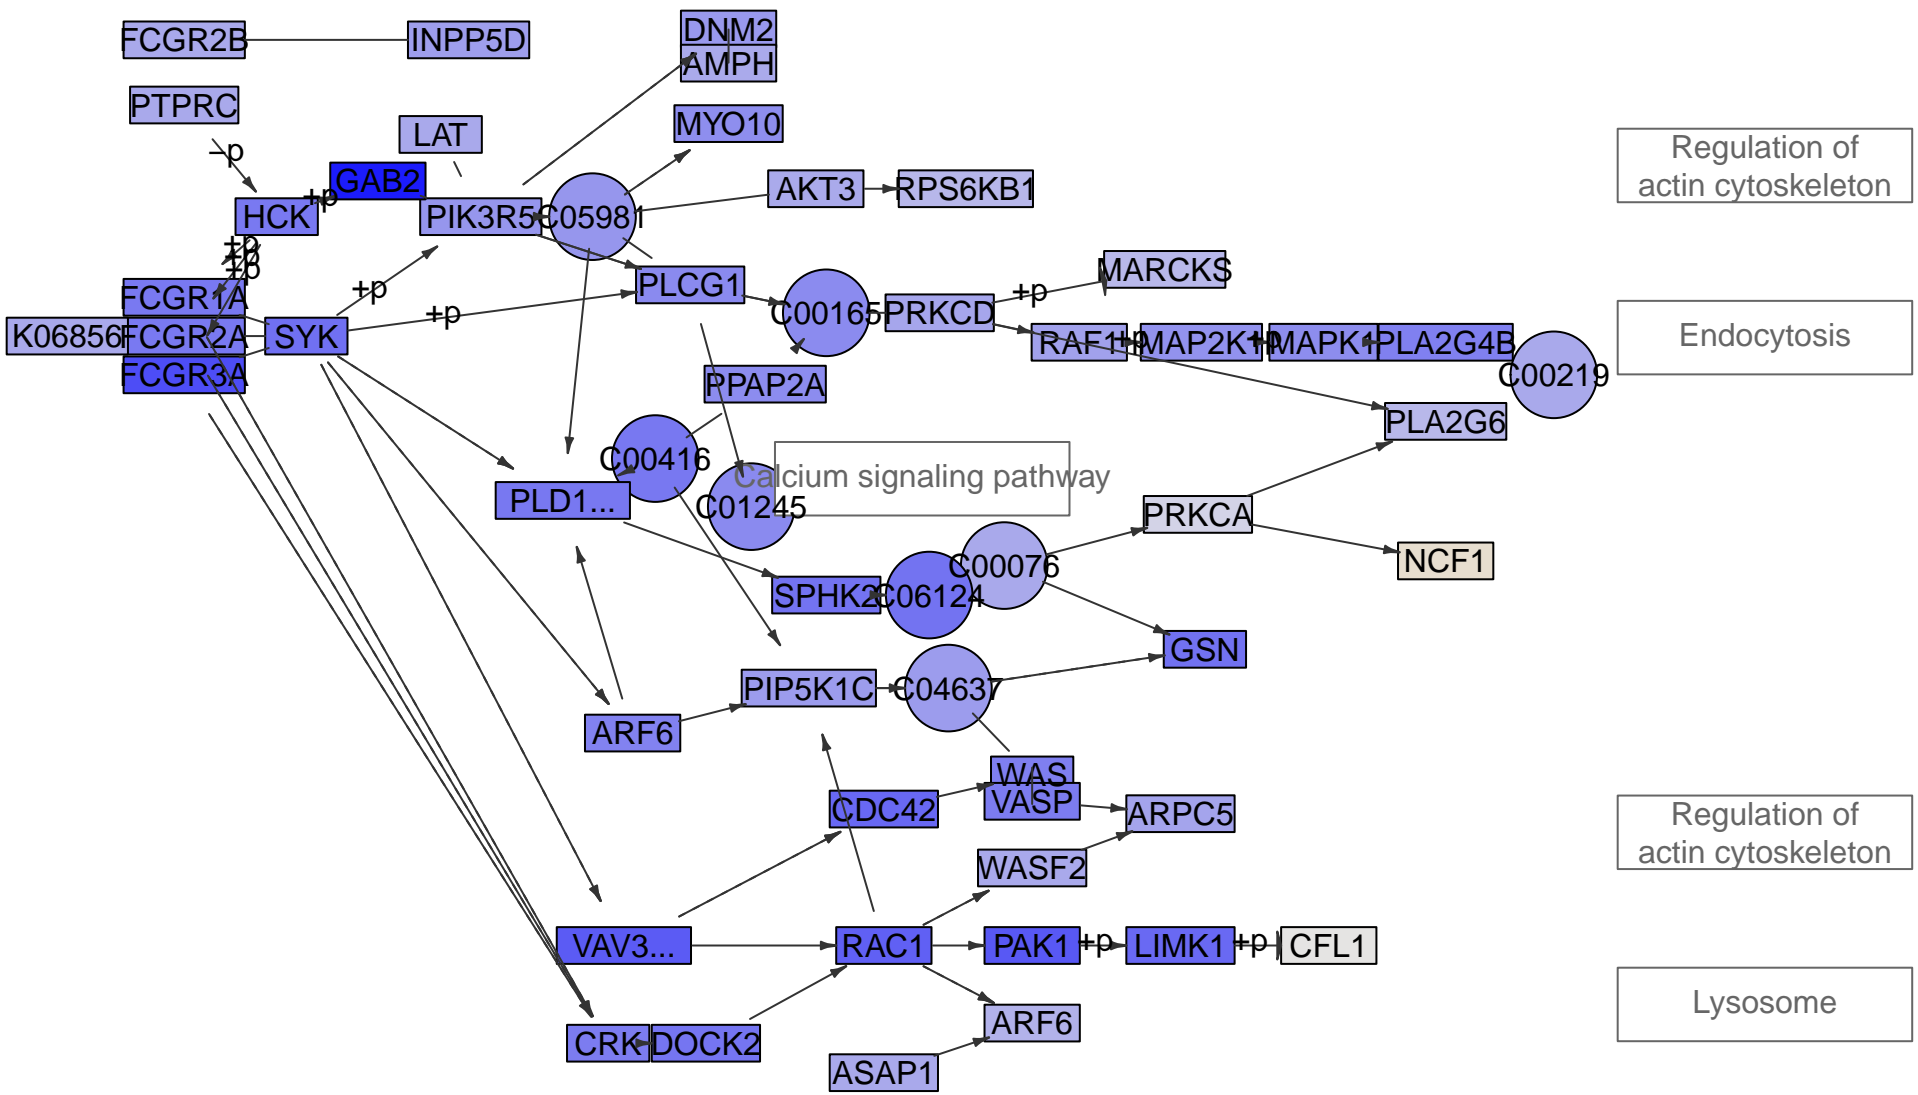 FCGR2B
INPP5D
DNM2
AMPH
PTPRC
LAT
MYO10
Regulation of
actin cytoskeleton
−p
GAB2
+p
HCK
PIK3R5
C05981
AKT3
RPS6KB1
+p
+p
+p
PLCG1
MARCKS
FCGR1A
+p
+p
+p
C00165
PRKCD
K06856
FCGR2A
SYK
RAF1
+p
MAP2K1
+p
MAPK1
PLA2G4B
Endocytosis
FCGR3A
PPAP2A
C00219
PLA2G6
C00416
Calcium signaling pathway
PLD1...
C01245
PRKCA
NCF1
C00076
SPHK2
C06124
GSN
PIP5K1C
C04637
ARF6
WAS
VASP
CDC42
ARPC5
Regulation of
actin cytoskeleton
WASF2
VAV3...
RAC1
PAK1
+p
LIMK1
+p
CFL1
Lysosome
ARF6
CRK
DOCK2
ASAP1